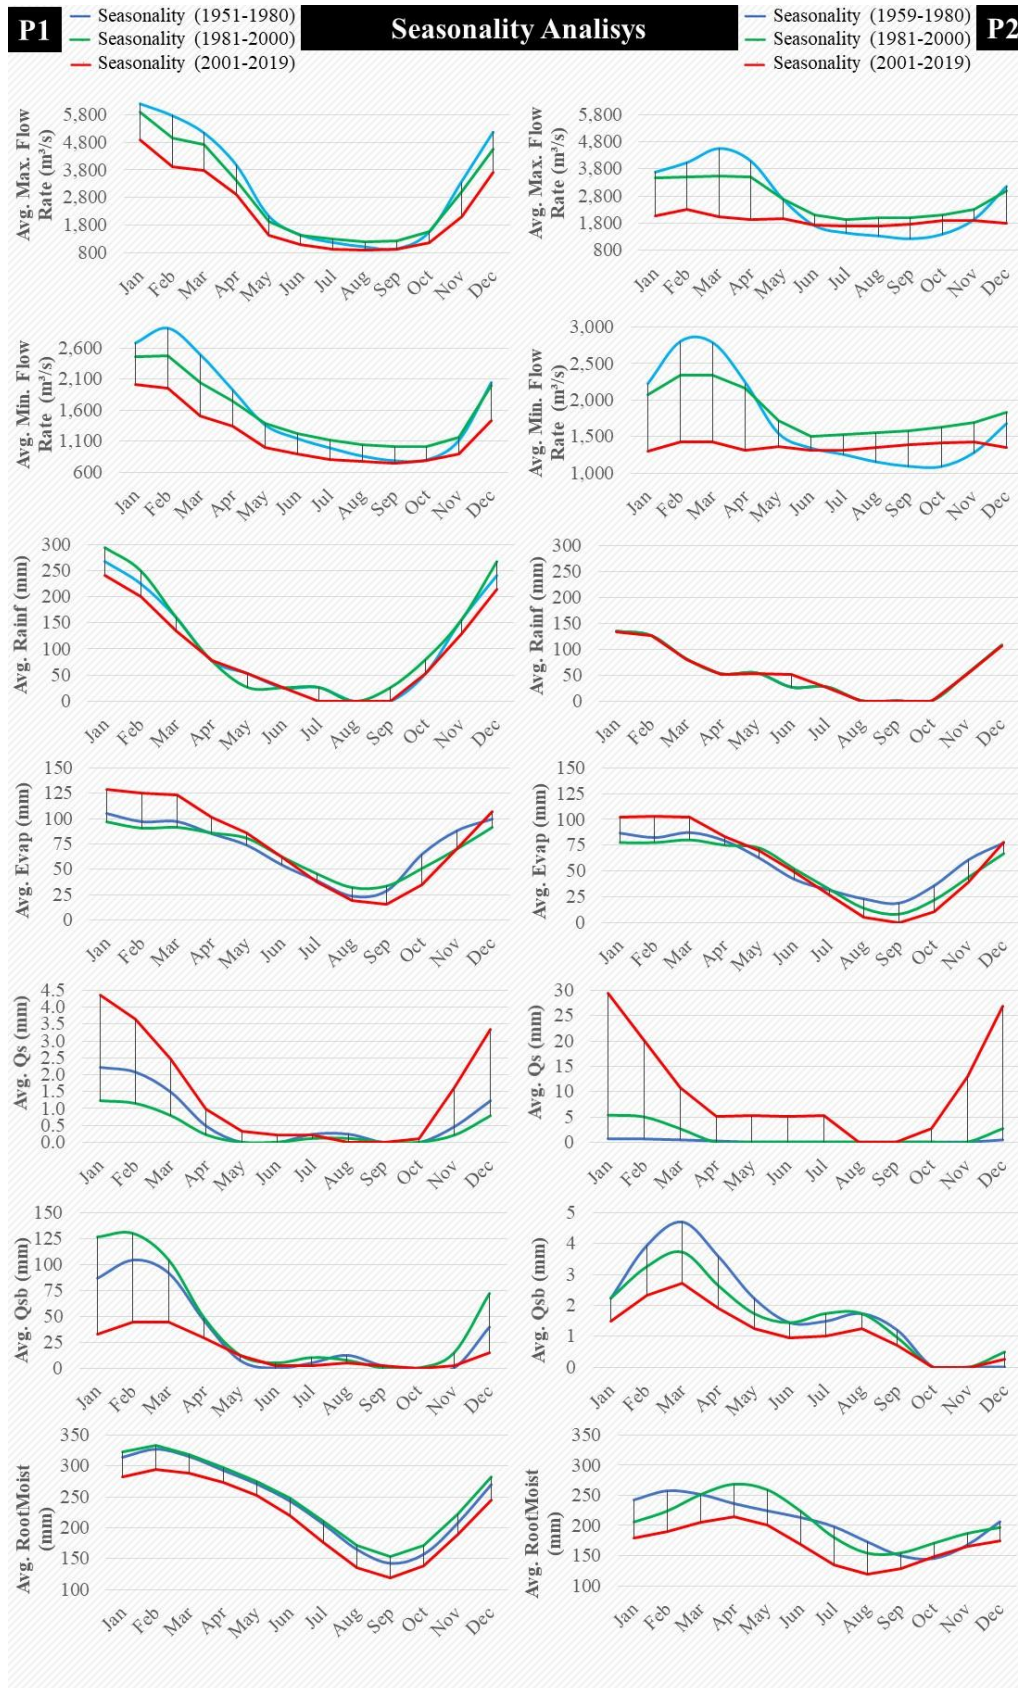 P1
Seasonality (1951-1980)
Seasonality (1981-2000)
Seasonality (2001-2019)
Seasonality Analisys
Seasonality (1959-1980)
Seasonality (1981-2000)
Seasonality (2001-2019)
P2
Avg. Max. Flow
Rate (m³/s)
5,800
4,800
3,800
2,800
1,800
800
Jan Feb Mar Apr May Jun Jul Aug Sep Oct Nov Dec
Avg. Max. Flow
Rate (m³/s)
5,800
4,800
3,800
2,800
1,800
800
Jan Feb Mar Apr May Jun Jul Aug Sep Oct Nov Dec
Avg. Min. Flow
Rate (m³/s)
2,600
2,100
1,600
1,100
600
Jan Feb Mar Apr May Jun Jul Aug Sep Oct Nov Dec
Avg. Min. Flow
Rate (m³/s)
3,000
2,500
2,000
1,500
1,000
Jan Feb Mar Apr May Jun Jul Aug Sep Oct Nov Dec
Avg. Rainf (mm)
300
250
200
150
100
50
0
Jan Feb Mar Apr May Jun Jul Aug Sep Oct Nov Dec
Avg. Rainf (mm)
300
250
200
150
100
50
0
Jan Feb Mar Apr May Jun Jul Aug Sep Oct Nov Dec
Avg. Evap (mm)
150
125
100
75
50
25
0
Jan Feb Mar Apr May Jun Jul Aug Sep Oct Nov Dec
Avg. Evap (mm)
150
125
100
75
50
25
0
Jan Feb Mar Apr May Jun Jul Aug Sep Oct Nov Dec
Avg. Qs (mm)
4.5
4.0
3.5
3.0
2.5
2.0
1.5
1.0
0.5
0.0
Jan Feb Mar Apr May Jun Jul Aug Sep Oct Nov Dec
Avg. Qs (mm)
30
25
20
15
10
5
0
Jan Feb Mar Apr May Jun Jul Aug Sep Oct Nov Dec
Avg. Qsb (mm)
150
125
100
75
50
25
0
Jan Feb Mar Apr May Jun Jul Aug Sep Oct Nov Dec
Avg. Qsb (mm)
5
4
3
2
1
0
Jan Feb Mar Apr May Jun Jul Aug Sep Oct Nov Dec
Avg. RootMoist
(mm)
350
300
250
200
150
100
Jan Feb Mar Apr May Jun Jul Aug Sep Oct Nov Dec
Avg. RootMoist
(mm)
350
300
250
200
150
100
Jan Feb Mar Apr May Jun Jul Aug Sep Oct Nov Dec